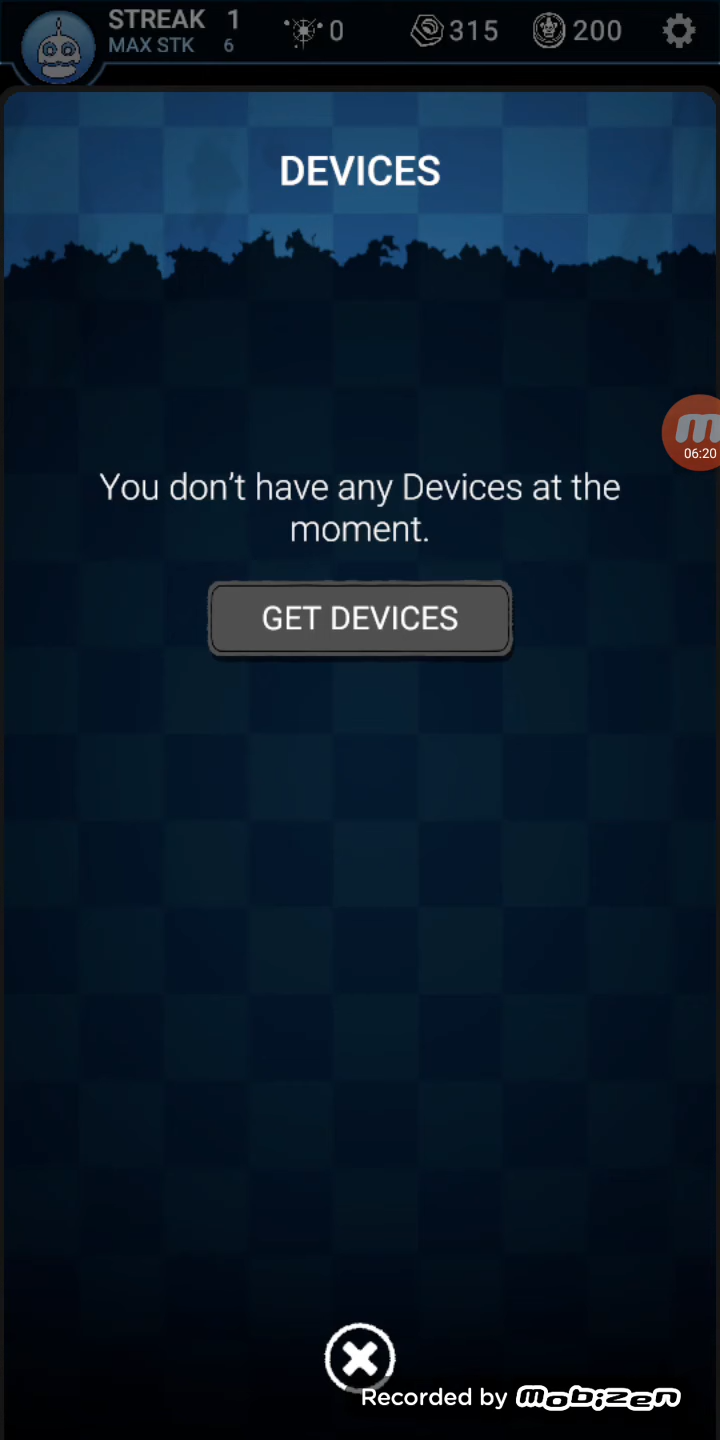 STREAK 1
MAX STK 6
0
315
200
DEVICES
06:20
You don’t have any Devices at the
moment.
GET DEVICES
Recorded by Mobizen